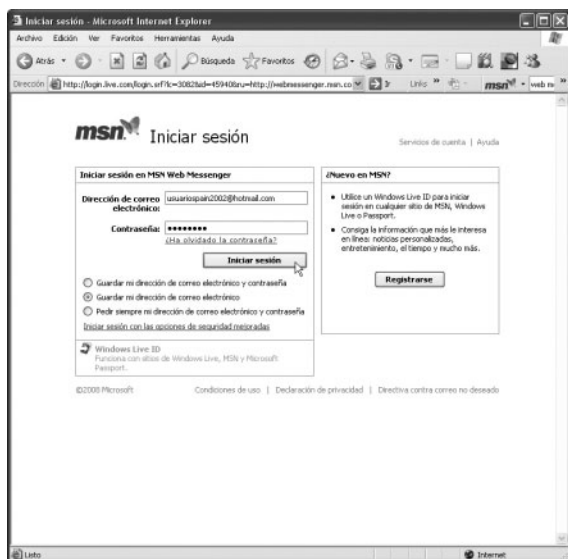 Iniciar sesión - Microsoft Internet Explorer
Archivo Edición Ver Favoritos Herramientas Ayuda
Atrás Búsqueda Favoritos
Dirección http://login.live.com/login.srf?lc=3082&id=45940&ru=http://webmessenger.msn.co Ir Links » msn web m »
msn Iniciar sesión
Servicios de cuenta | Ayuda
Iniciar sesión en MSN Web Messenger
Dirección de correo electrónico: usuariospain2002@hotmail.com
Contraseña: ••••••••
¿Ha olvidado la contraseña?
Iniciar sesión
Guardar mi dirección de correo electrónico y contraseña
Guardar mi dirección de correo electrónico
Pedir siempre mi dirección de correo electrónico y contraseña
Iniciar sesión con las opciones de seguridad mejoradas
Windows Live ID
Funciona con sitios de Windows Live, MSN y Microsoft
Passport.
¿Nuevo en MSN?
Utilice un Windows Live ID para iniciar
sesión en cualquier sitio de MSN, Windows
Live o Passport.
Consiga la información que más le interesa
en línea: noticias personalizadas,
entretenimiento, el tiempo y mucho más.
Registrarse
©2008 Microsoft Condiciones de uso | Declaración de privacidad | Directiva contra correo no deseado
Listo Internet